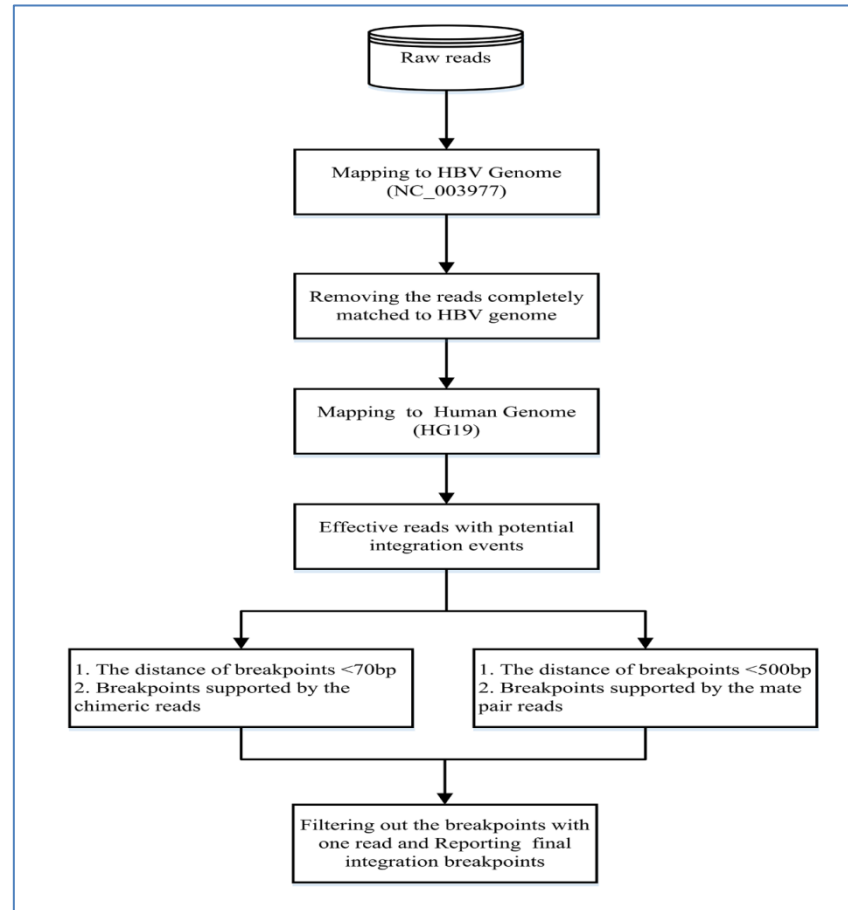 Raw reads
Mapping to HBV Genome
(NC_003977)
Removing the reads completely
matched to HBV genome
Mapping to Human Genome
(HG19)
Effective reads with potential
integration events
1. The distance of breakpoints <70bp
2. Breakpoints supported by the
chimeric reads
1. The distance of breakpoints <500bp
2. Breakpoints supported by the mate
pair reads
Filtering out the breakpoints with
one read and Reporting final
integration breakpoints